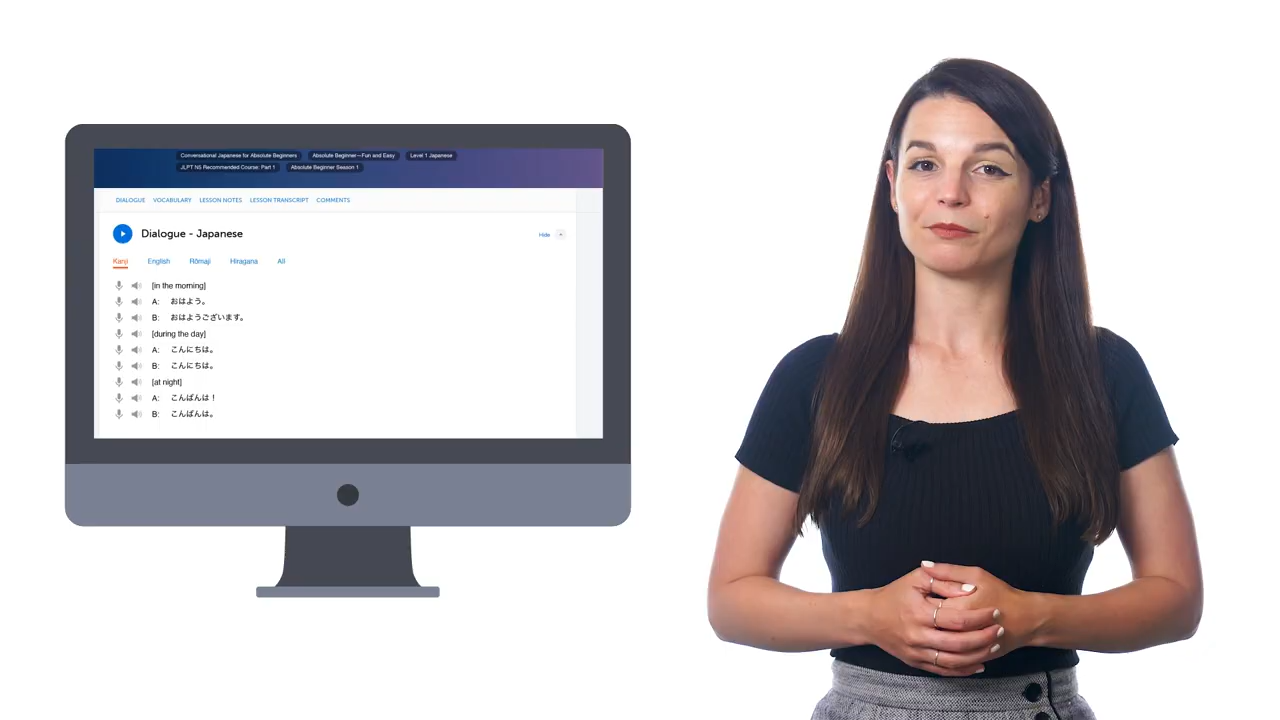 Conversational Japanese for Absolute Beginners Absolute Beginner—Fun and Easy Level 1 Japanese
JLPT N5 Recommended Course: Part 1 Absolute Beginner Season 1
DIALOGUE VOCABULARY LESSON NOTES LESSON TRANSCRIPT COMMENTS
Dialogue - Japanese Hide
Kanji English Rōmaji Hiragana All
[in the morning]
A: おはよう。
B: おはようございます。
[during the day]
A: こんにちは。
B: こんにちは。
[at night]
A: こんばんは！
B: こんばんは。